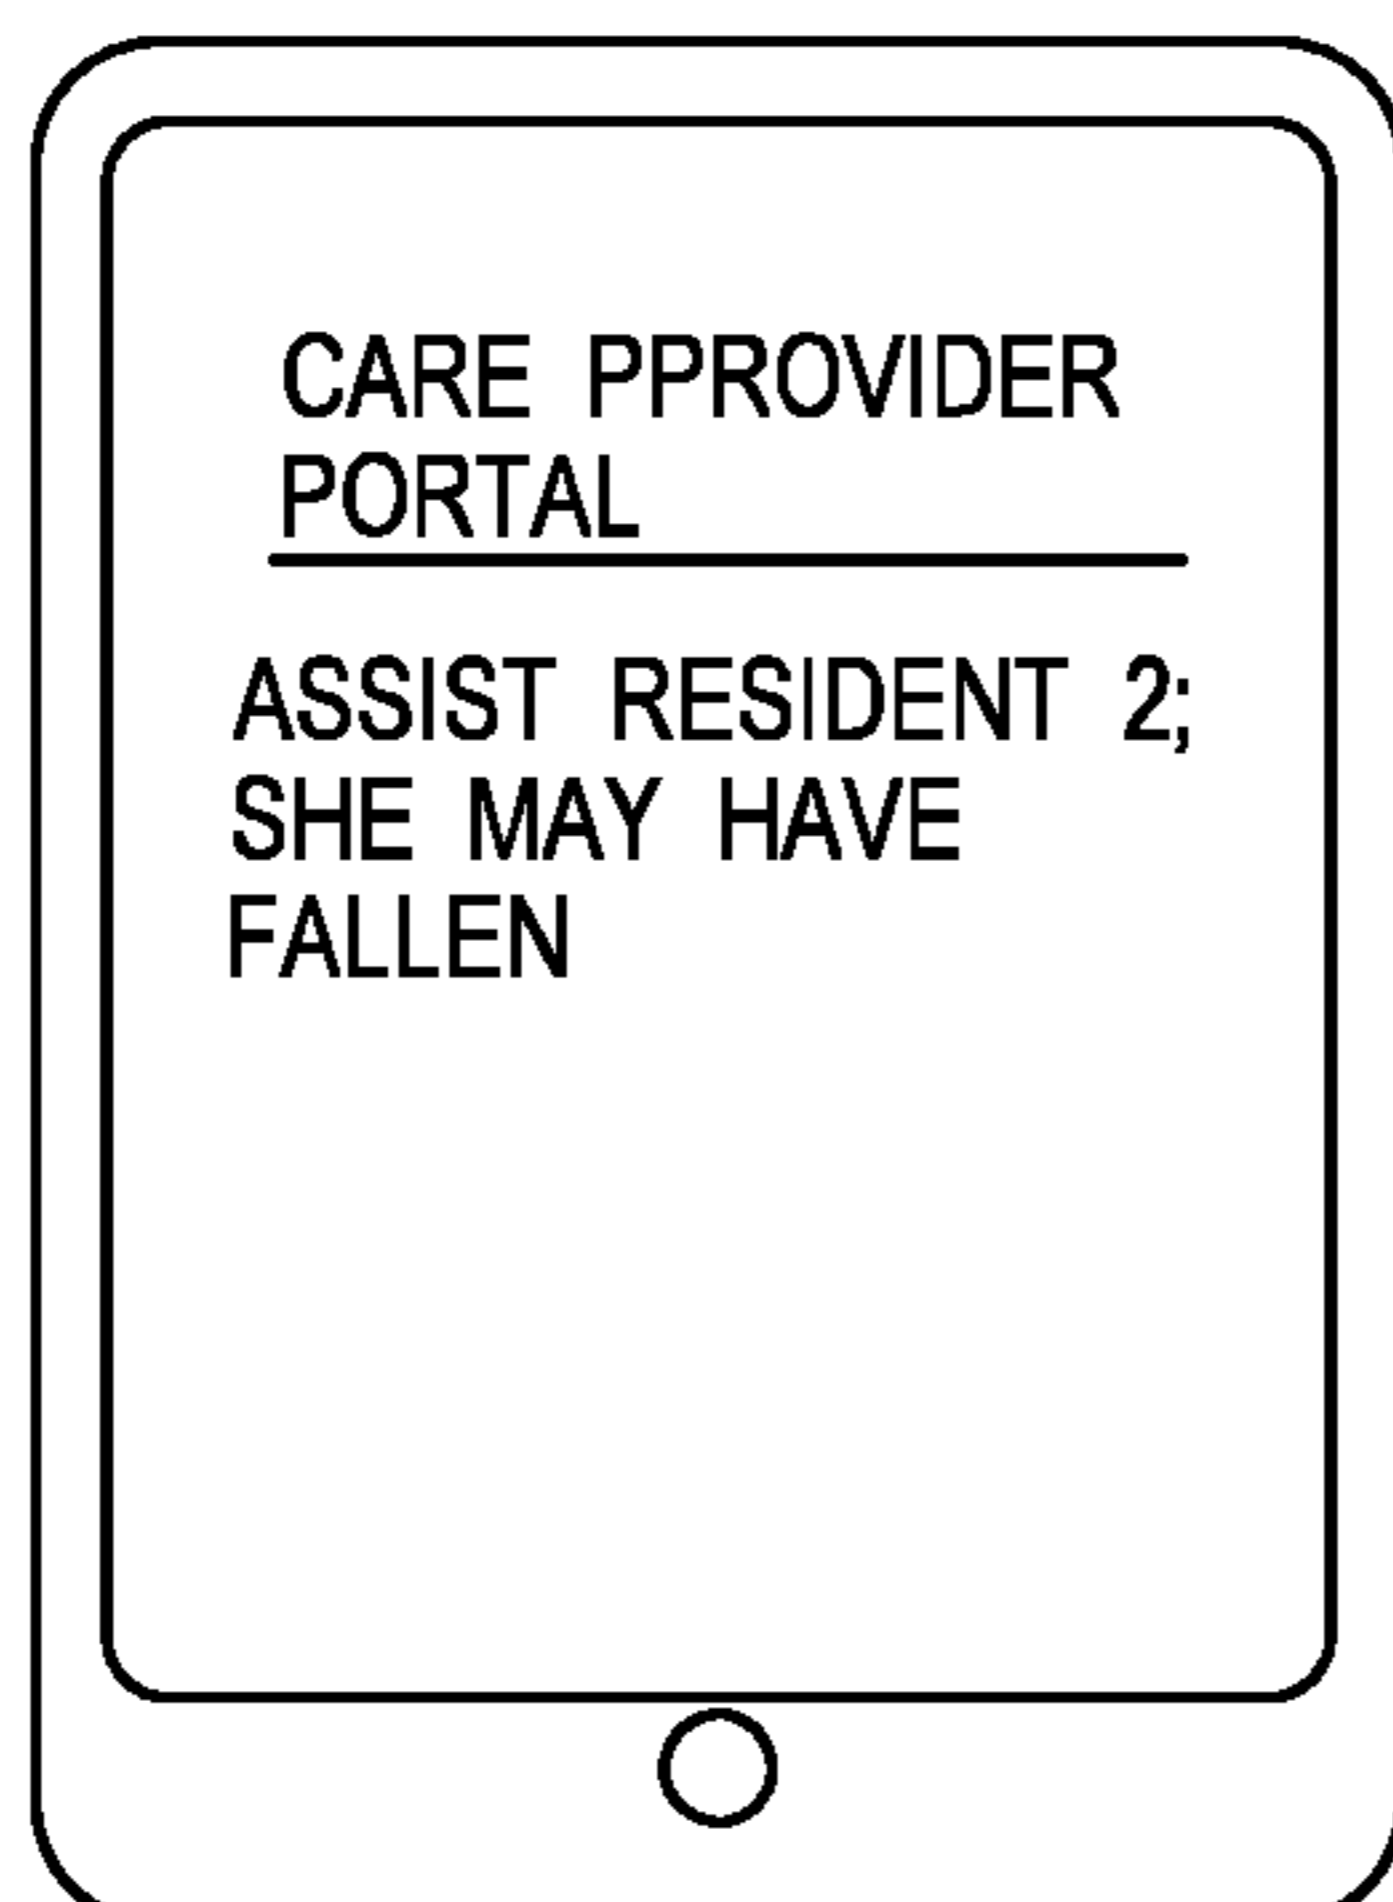 CARE PPROVIDER
PORTAL
ASSIST RESIDENT 2;
SHE MAY HAVE
FALLEN